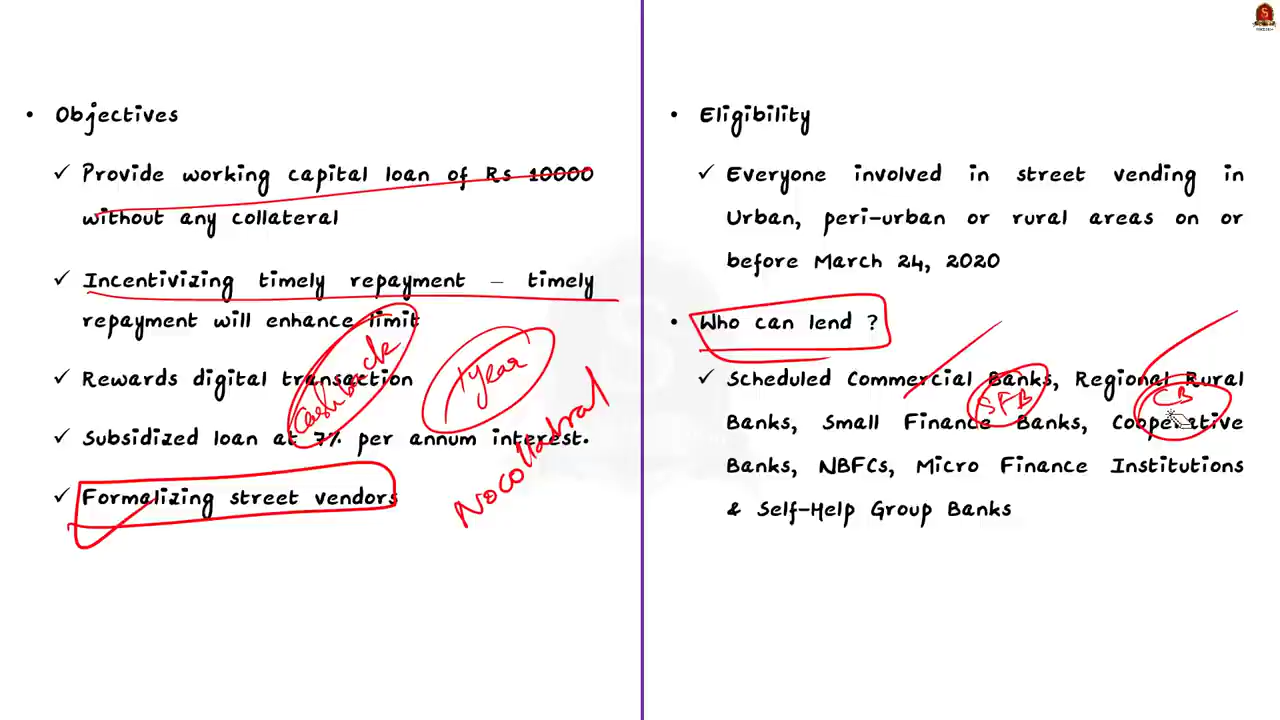 • Objectives
✓ Provide working capital loan of Rs 10000
without any collateral
✓ Incentivizing timely repayment – timely
repayment will enhance limit
✓ Rewards digital transaction
✓ Subsidized loan at 7% per annum interest.
✓ Formalizing street vendors
cashback
1year
Nocollabral
• Eligibility
✓ Everyone involved in street vending in
Urban, peri-urban or rural areas on or
before March 24, 2020
• Who can lend ?
✓ Scheduled Commercial Banks, Regional Rural
Banks, Small Finance Banks, Cooperative
Banks, NBFCs, Micro Finance Institutions
& Self-Help Group Banks
SFB
CB